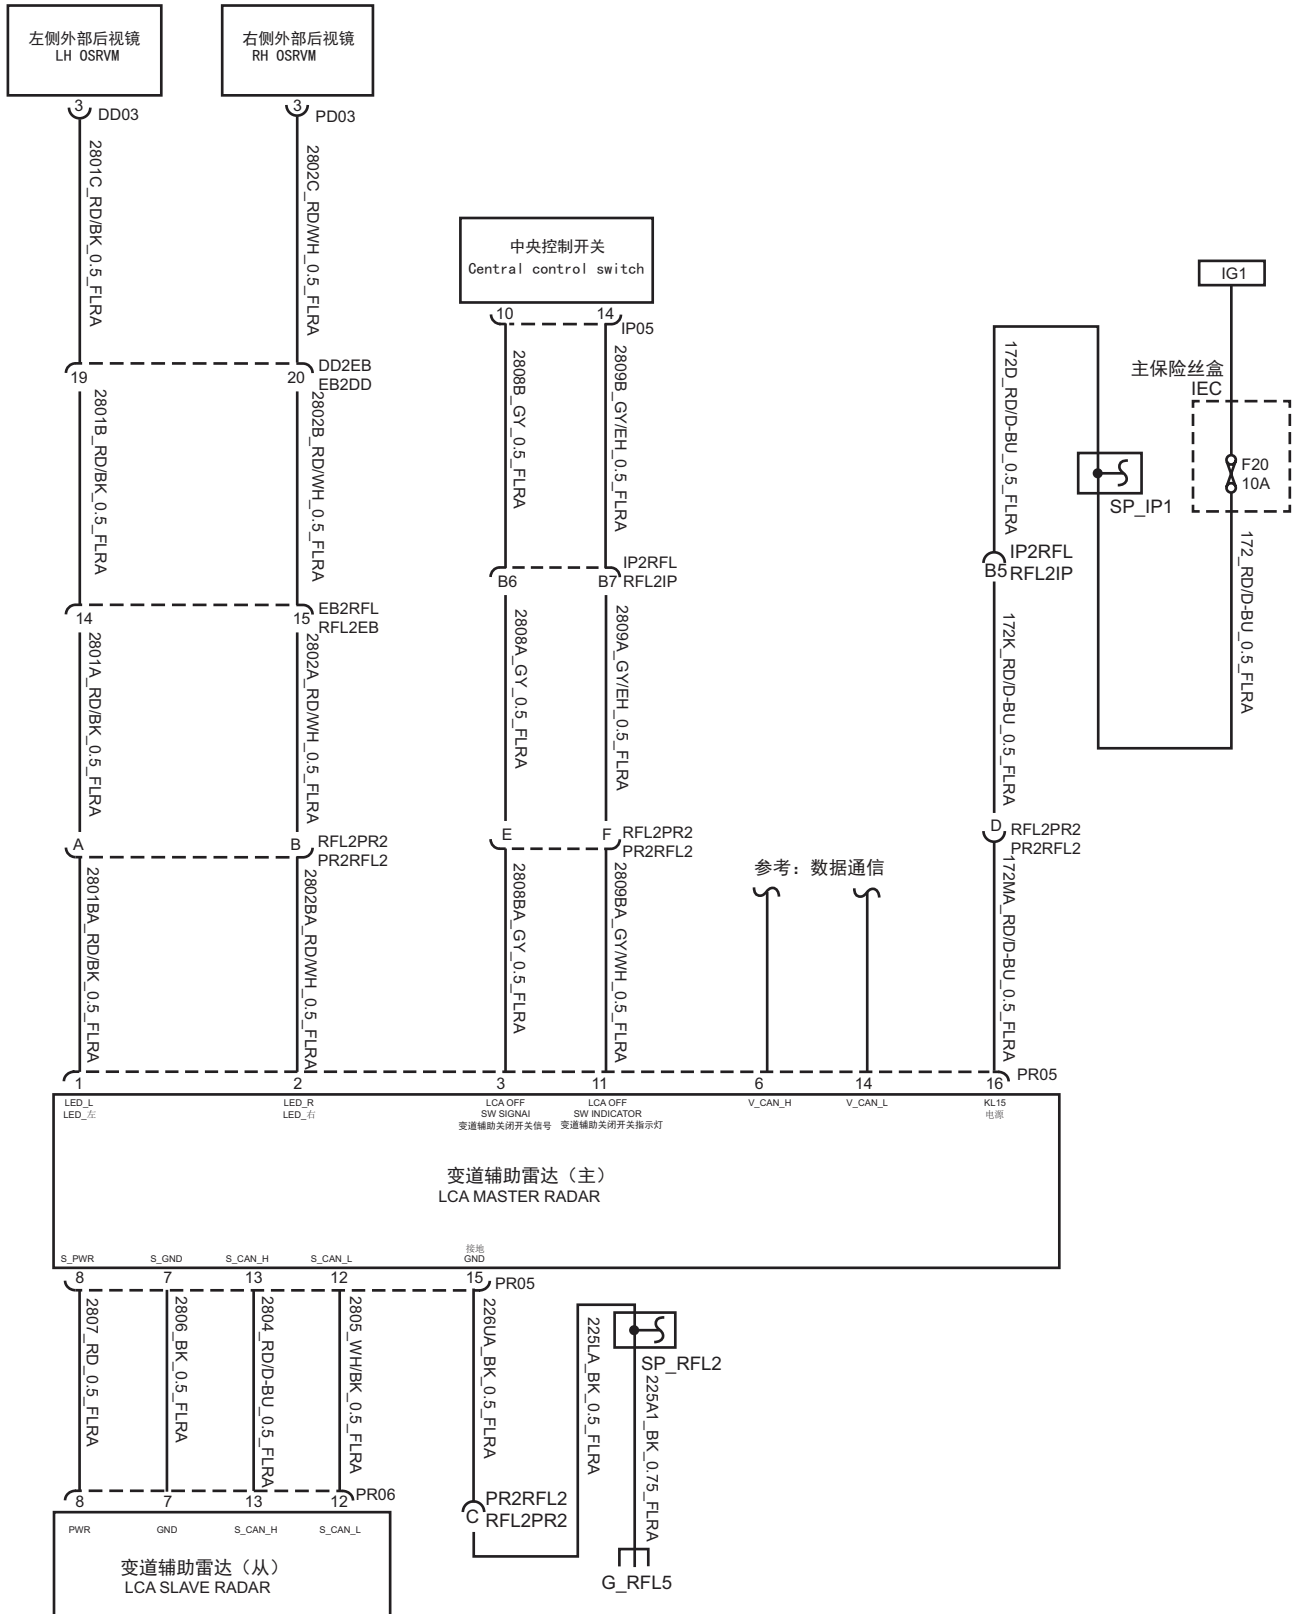 左侧外部后视镜
LH OSRVM
右侧外部后视镜
RH OSRVM
3
DD03
3
PD03
2801C_RD/BK_0.5_FLRA
2802C_RD/WH_0.5_FLRA
中央控制开关
Central control switch
10
14
IP05
IG1
主保险丝盒
IEC
F20
10A
SP_IP1
172D_RD/D-BU_0.5_FLRA
172_RD/D-BU_0.5_FLRA
19
20
DD2EB
EB2DD
2801B_RD/BK_0.5_FLRA
2802B_RD/WH_0.5_FLRA
2808B_GY_0.5_FLRA
2809B_GY/EH_0.5_FLRA
B6
B7
IP2RFL
RFL2IP
B5
IP2RFL
RFL2IP
14
15
EB2RFL
RFL2EB
2801A_RD/BK_0.5_FLRA
2802A_RD/WH_0.5_FLRA
2808A_GY_0.5_FLRA
2809A_GY/EH_0.5_FLRA
172K_RD/D-BU_0.5_FLRA
A
B
RFL2PR2
PR2RFL2
E
F
RFL2PR2
PR2RFL2
D
RFL2PR2
PR2RFL2
参考：数据通信
2801BA_RD/BK_0.5_FLRA
2802BA_RD/WH_0.5_FLRA
2808BA_GY_0.5_FLRA
2809BA_GY/WH_0.5_FLRA
172MA_RD/D-BU_0.5_FLRA
1
2
3
11
6
14
16
PR05
LED_L
LED_左
LED_R
LED_右
LCA OFF
SW SIGNAI
变道辅助关闭开关信号
LCA OFF
SW INDICATOR
变道辅助关闭开关指示灯
V_CAN_H
V_CAN_L
KL15
电源
变道辅助雷达（主）
LCA MASTER RADAR
S_PWR
S_GND
S_CAN_H
S_CAN_L
接地
GND
8
7
13
12
15
PR05
2807_RD_0.5_FLRA
2806_BK_0.5_FLRA
2804_RD/D-BU_0.5_FLRA
2805_WH/BK_0.5_FLRA
226UA_BK_0.5_FLRA
225LA_BK_0.5_FLRA
SP_RFL2
225A1_BK_0.75_FLRA
8
7
13
12
PR06
C
PR2RFL2
RFL2PR2
PWR
GND
S_CAN_H
S_CAN_L
变道辅助雷达（从）
LCA SLAVE RADAR
G_RFL5